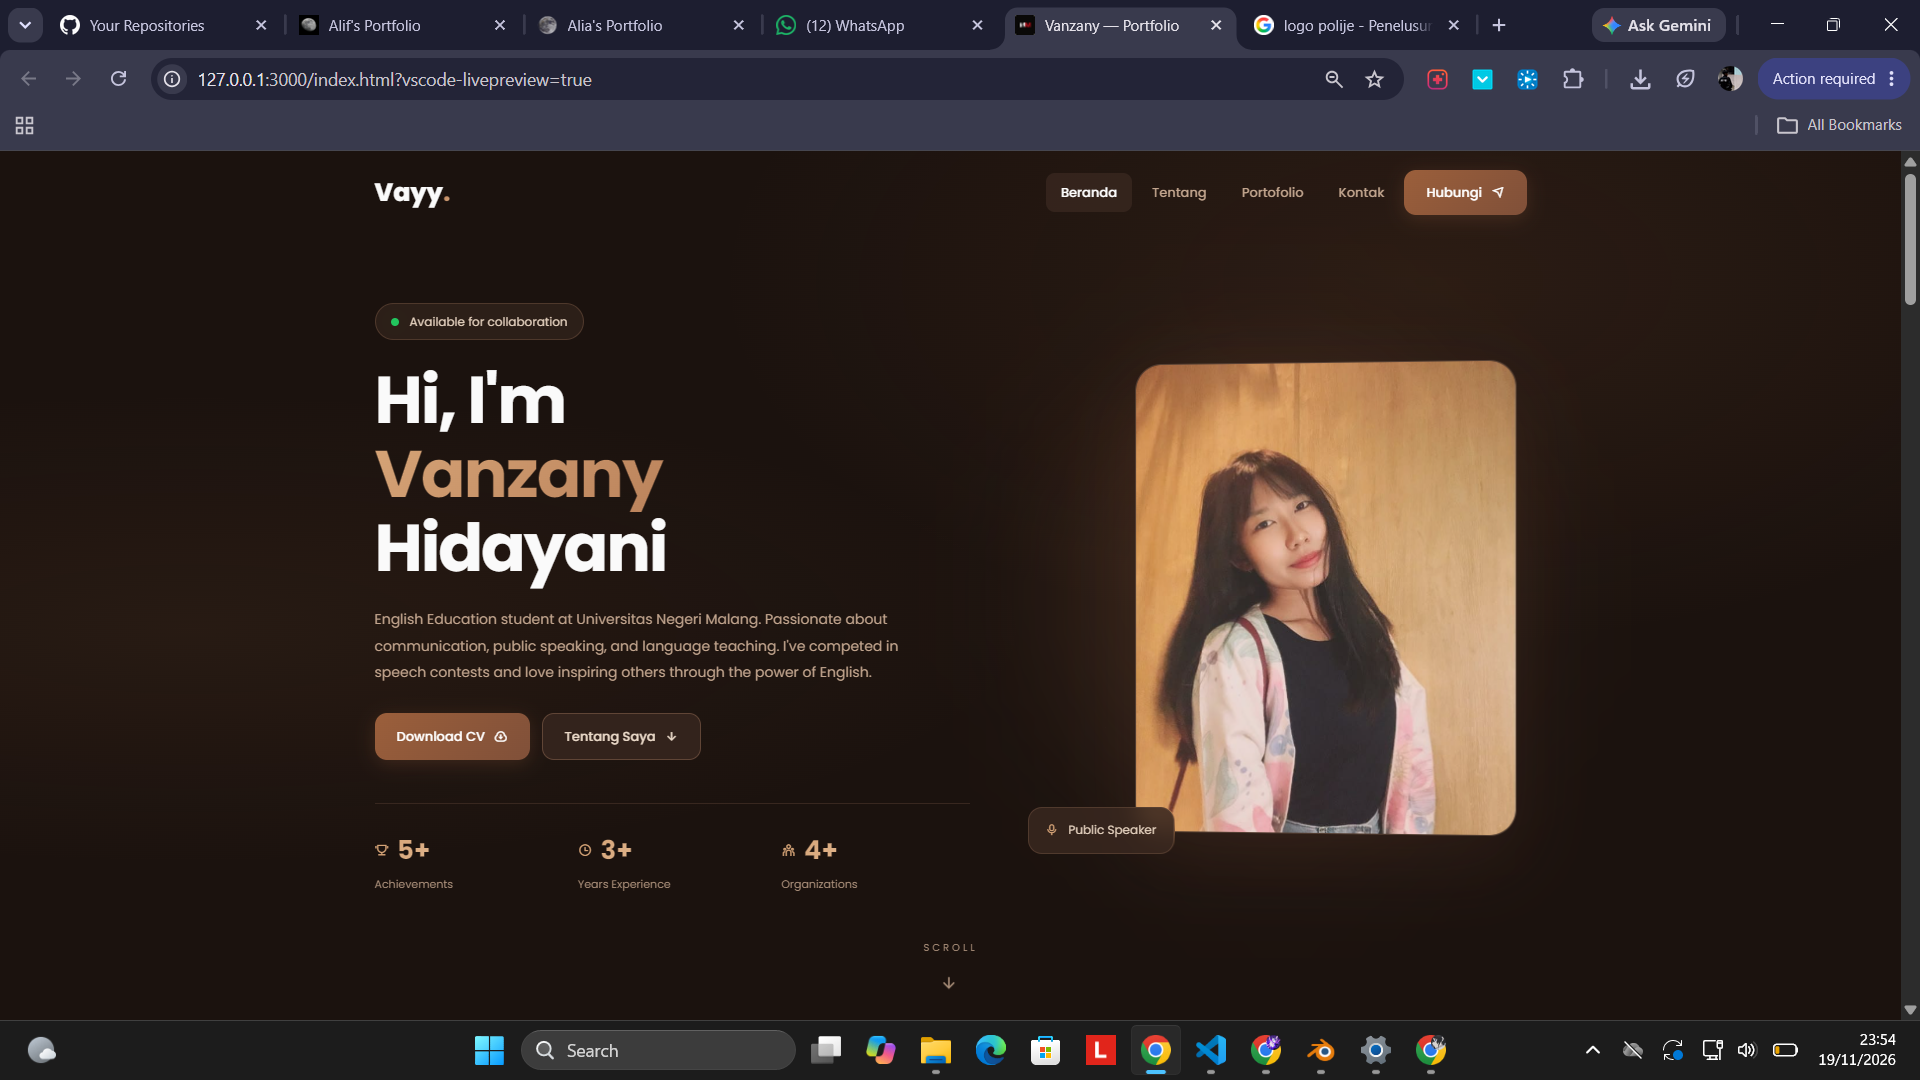 Your Repositories
Alif's Portfolio
Alia's Portfolio
(12) WhatsApp
Vanzany — Portfolio
logo polije - Penelusur
Ask Gemini
127.0.0.1:3000/index.html?vscode-livepreview=true
Action required
All Bookmarks
Vayy.
Beranda
Tentang
Portofolio
Kontak
Hubungi
Available for collaboration
Hi, I'm
Vanzany
Hidayani
English Education student at Universitas Negeri Malang. Passionate about
communication, public speaking, and language teaching. I've competed in
speech contests and love inspiring others through the power of English.
Download CV
Tentang Saya
Public Speaker
5+
3+
4+
Achievements
Years Experience
Organizations
SCROLL
Search
L
23:54
19/11/2026